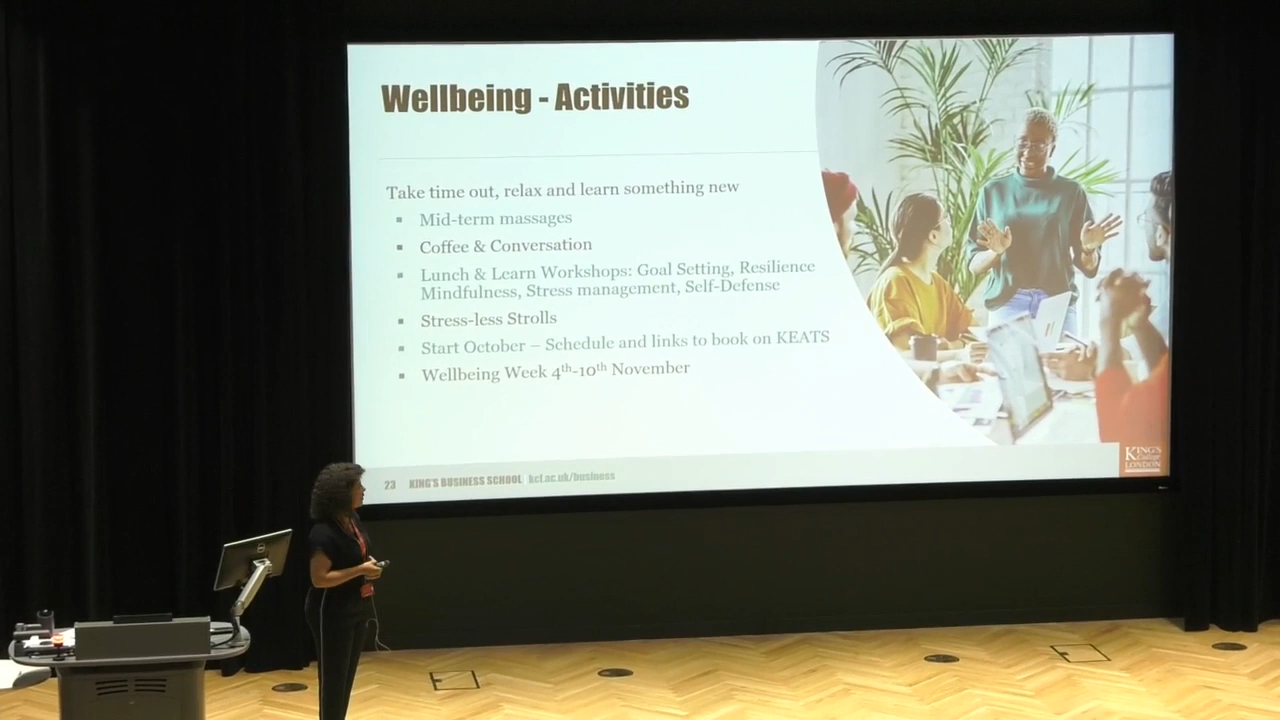 Wellbeing - Activities
Take time out, relax and learn something new
Mid-term massages
Coffee & Conversation
Lunch & Learn Workshops: Goal Setting, Resilience
Mindfulness, Stress management, Self-Defense
Stress-less Strolls
Start October – Schedule and links to book on KEATS
Wellbeing Week 4th-10th November
23 KING'S BUSINESS SCHOOL | kcl.ac.uk/business
KING'S
College
LONDON